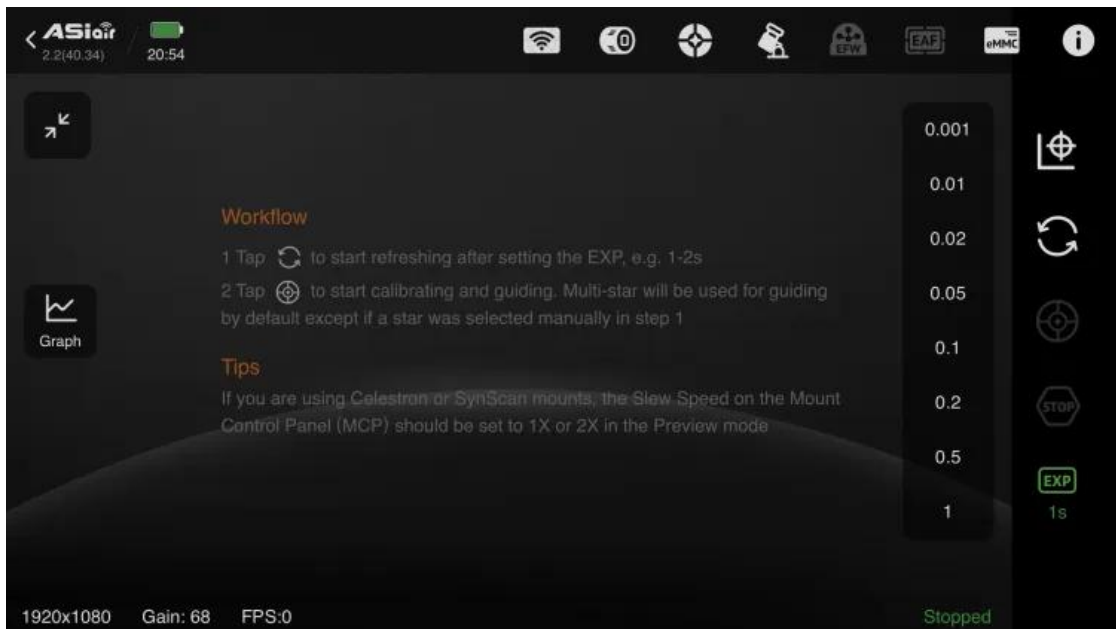 ASiair
2.2(40.34)
20:54
EFW
EAF
eMMC
0.001
0.01
Workflow
1 Tap to start refreshing after setting the EXP, e.g. 1-2s
0.02
2 Tap to start calibrating and guiding. Multi-star will be used for guiding
by default except if a star was selected manually in step 1
0.05
Graph
0.1
Tips
If you are using Celestron or SynScan mounts, the Slew Speed on the Mount
Control Panel (MCP) should be set to 1X or 2X in the Preview mode
0.2
STOP
0.5
EXP
1
1s
1920x1080 Gain: 68 FPS:0 Stopped